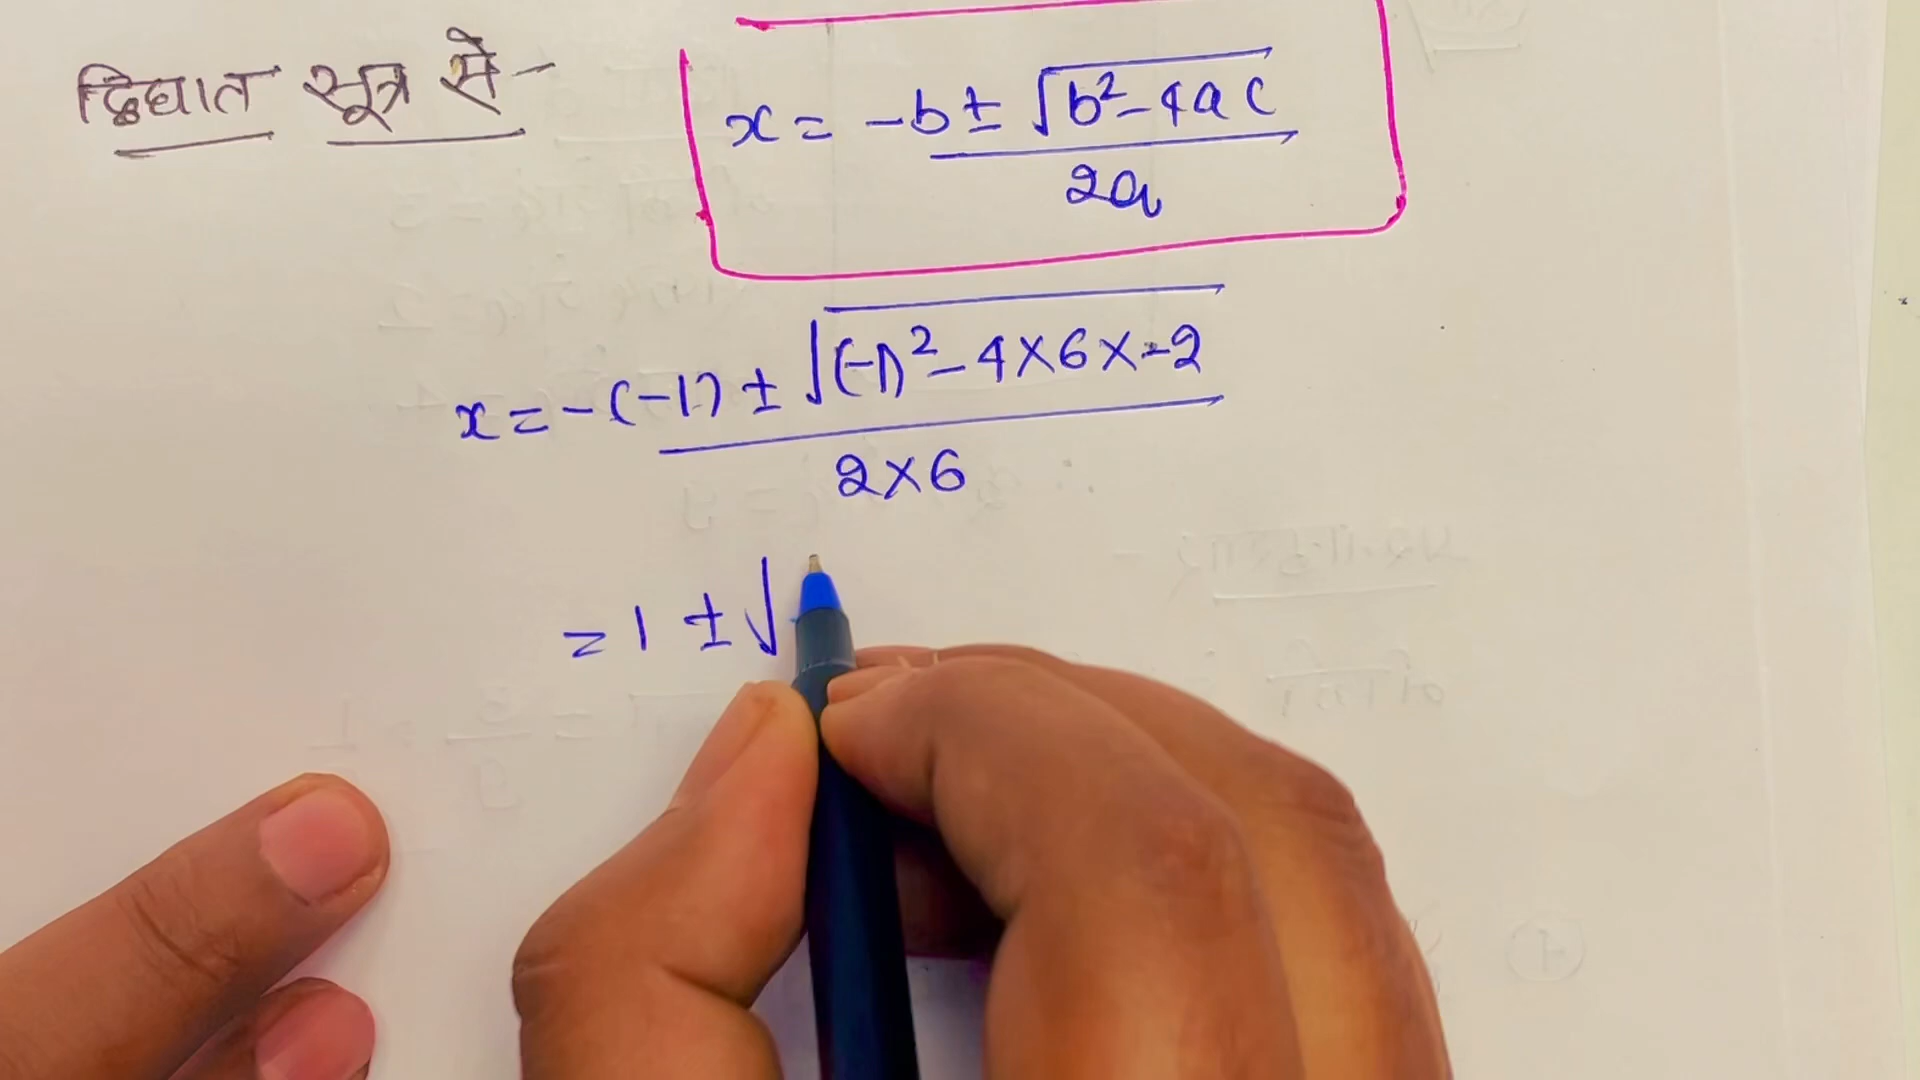 द्विघात सूत्र से-
x = -b ± √b²-4ac
2a
x = -(-1) ± √(-1)²-4×6×-2
2×6
= 1 ± √